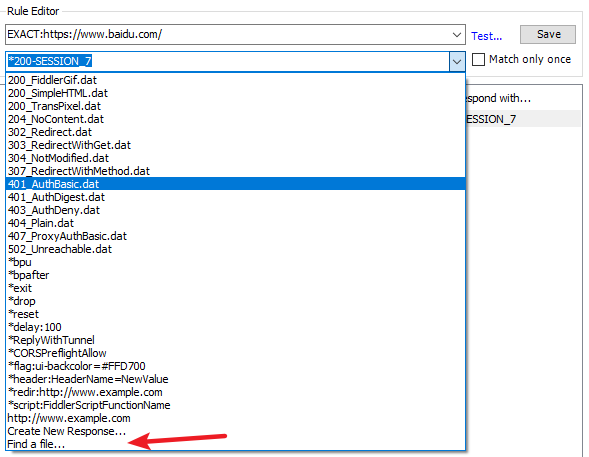 Rule Editor
EXACT:https://www.baidu.com/
Test...
Save
*200-SESSION_7
Match only once
200_FiddlerGif.dat
200_SimpleHTML.dat
spond with...
200_TransPixel.dat
204_NoContent.dat
ESSION_7
302_Redirect.dat
303_RedirectWithGet.dat
304_NotModified.dat
307_RedirectWithMethod.dat
401_AuthBasic.dat
401_AuthDigest.dat
403_AuthDeny.dat
404_Plain.dat
407_ProxyAuthBasic.dat
502_Unreachable.dat
*bpu
*bpafter
*exit
*drop
*reset
*delay:100
*ReplyWithTunnel
*CORSPreflightAllow
*flag:ui-backcolor=#FFD700
*header:HeaderName=NewValue
*redir:http://www.example.com
*script:FiddlerScriptFunctionName
http://www.example.com
Create New Response...
Find a file...